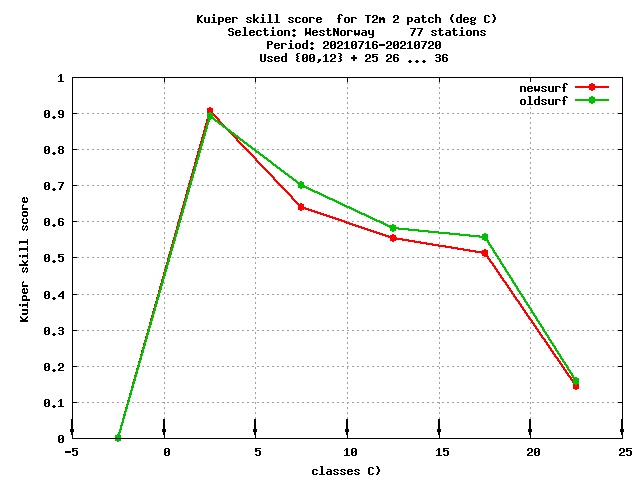 Kuiper skill score  for T2m 2 patch (deg C)
Selection: WestNorway     77 stations
Period: 20210716-20210720
Used {00,12} + 25 26 ... 36
newsurf
oldsurf
Kuiper skill score
1
0.9
0.8
0.7
0.6
0.5
0.4
0.3
0.2
0.1
0
-5 0 5 10 15 20 25
classes C)